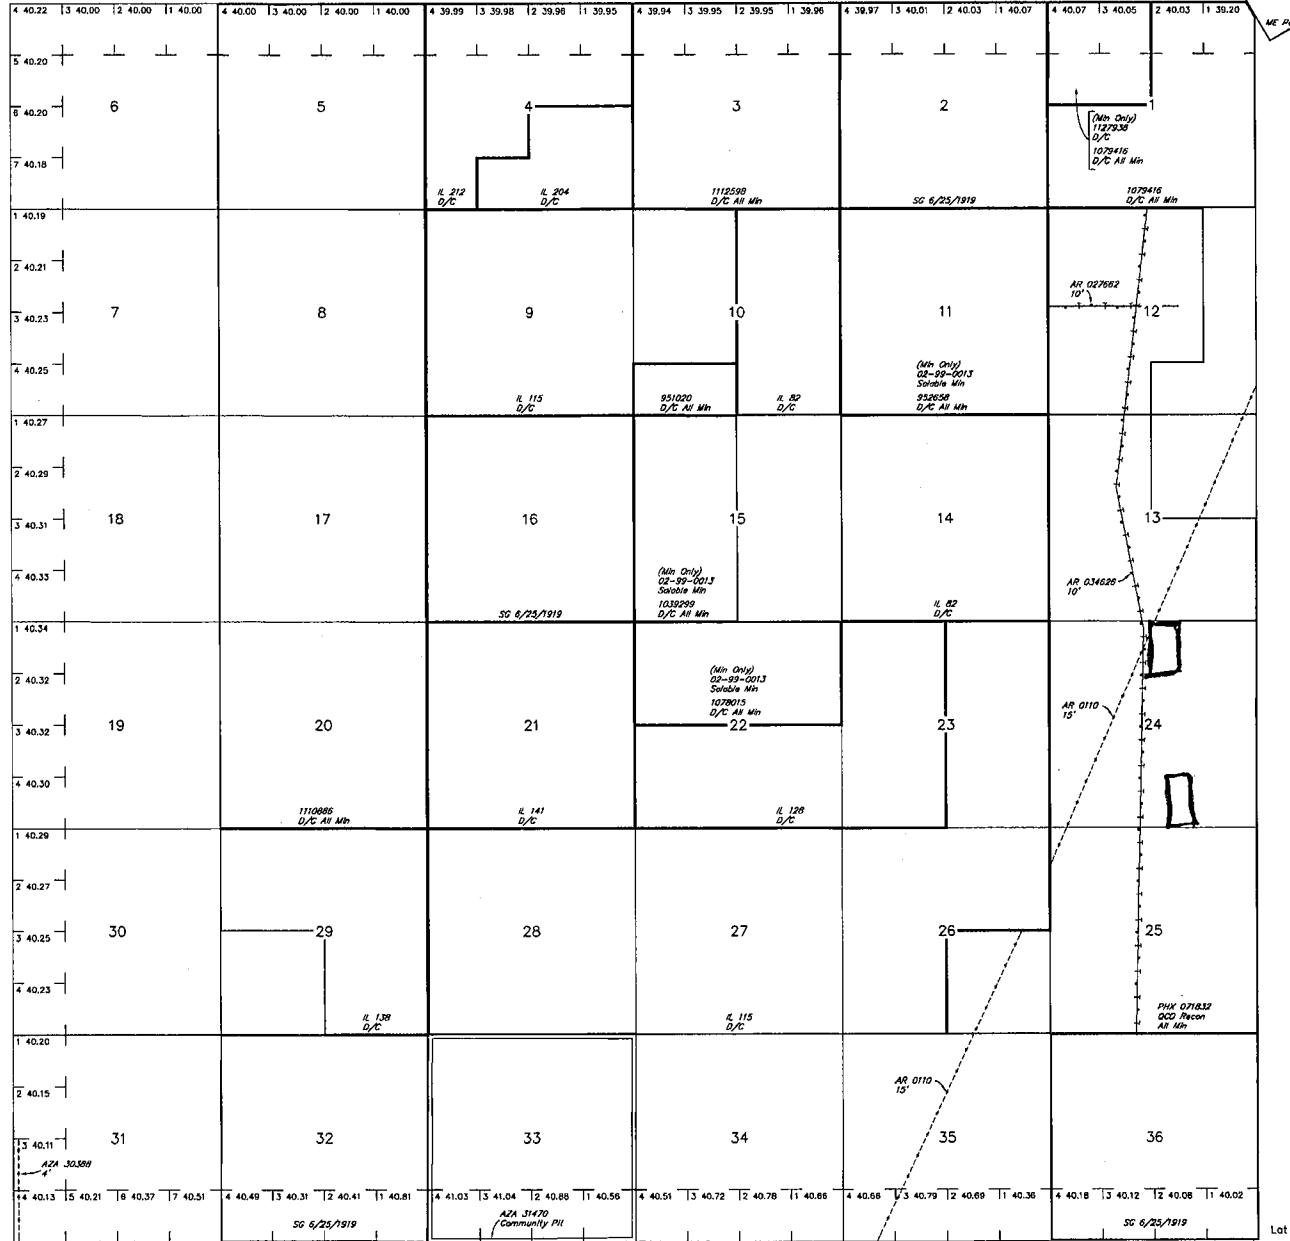 4 40.22 3 40.00 2 40.00 1 40.00 4 40.00 3 40.00 2 40.00 1 40.00 4 39.99 3 39.98 2 39.96 1 39.95 4 39.94 3 39.95 2 39.95 1 39.96 4 39.97 3 40.01 2 40.03 1 40.07 4 40.07 3 40.05 2 40.03 1 39.20
5 40.20
6 40.20
7 40.18
6 5 4 3 2 1
(Min Only)
1127936
D/C
1079416
D/C All Min
IL 212
D/C
IL 204
D/C
1112598
D/C All Min
SG 6/25/1919
1079416
D/C All Min
1 40.19
2 40.21
3 40.23
4 40.25
7 8 9 10 11 12
AR 027662
10'
(Min Only)
02-99-0013
Salable Min
952658
D/C All Min
IL 115
D/C
951020
D/C All Min
IL 82
D/C
1 40.27
2 40.29
3 40.31
4 40.33
18 17 16 15 14 13
(Min Only)
02-99-0013
Salable Min
1039299
D/C All Min
SG 6/25/1919
IL 82
D/C
AR 034626
10'
1 40.34
2 40.32
3 40.32
4 40.30
(Min Only)
02-99-0013
Salable Min
1078015
D/C All Min
19 20 21 22 23 24
AR 0110
15'
1110886
D/C All Min
IL 141
D/C
IL 128
D/C
1 40.29
2 40.27
3 40.25
4 40.23
30 29 28 27 26 25
IL 138
D/C
IL 115
D/C
PHX 071832
QCD Recon
All Min
1 40.20
2 40.15
3 40.11
31 32 33 34 35 36
AR 0110
15'
AZA 30388
4'
4 40.13 5 40.21 6 40.37 7 40.51 4 40.49 3 40.31 2 40.41 1 40.81 4 41.03 3 41.04 2 40.88 1 40.56 4 40.51 3 40.72 2 40.78 1 40.66 4 40.66 3 40.79 2 40.69 1 40.36 4 40.18 3 40.12 2 40.08 1 40.02
SG 6/25/1919
AZA 31470
Community Pit
SG 6/25/1919
Lot